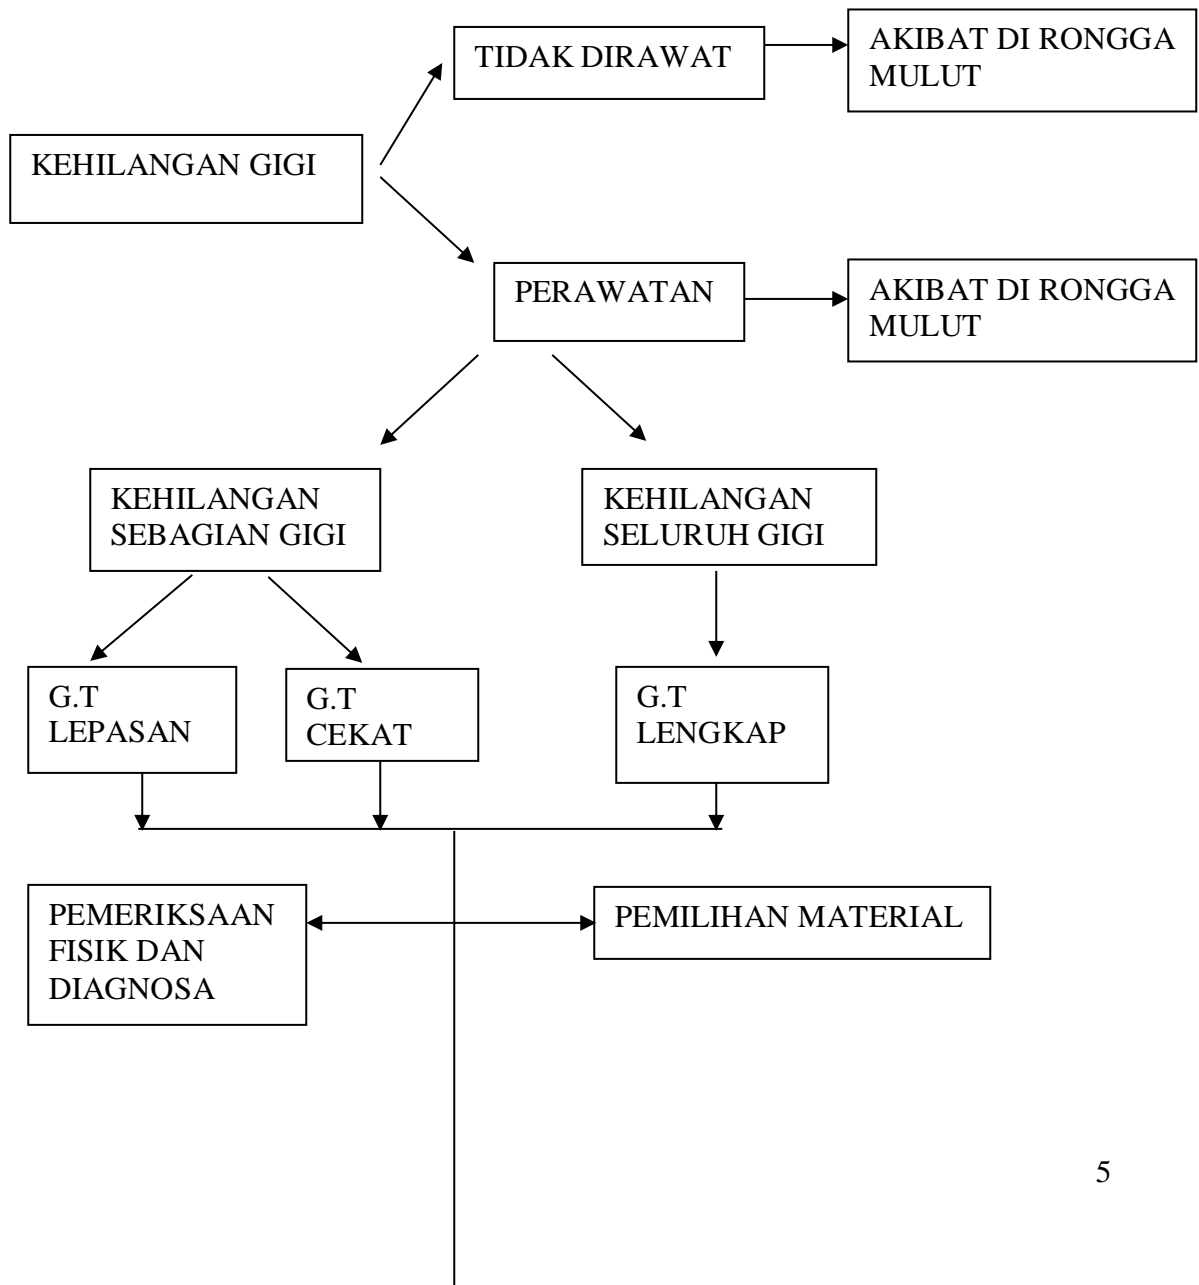 TIDAK DIRAWAT
AKIBAT DI RONGGA
MULUT
KEHILANGAN GIGI
PERAWATAN
AKIBAT DI RONGGA
MULUT
KEHILANGAN
SEBAGIAN GIGI
KEHILANGAN
SELURUH GIGI
G.T
LEPASAN
G.T
CEKAT
G.T
LENGKAP
PEMERIKSAAN
FISIK DAN
DIAGNOSA
PEMILIHAN MATERIAL
5